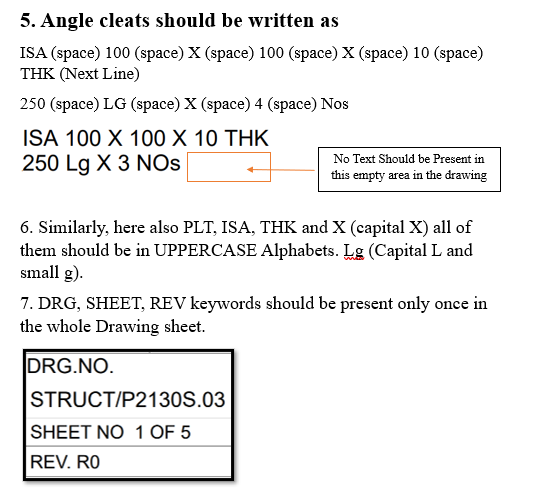 5. Angle cleats should be written as
ISA (space) 100 (space) X (space) 100 (space) X (space) 10 (space)
THK (Next Line)
250 (space) LG (space) X (space) 4 (space) Nos
ISA 100 X 100 X 10 THK
250 Lg X 3 NOs
No Text Should be Present in
this empty area in the drawing
6. Similarly, here also PLT, ISA, THK and X (capital X) all of
them should be in UPPERCASE Alphabets. Lg (Capital L and
small g).
7. DRG, SHEET, REV keywords should be present only once in
the whole Drawing sheet.
DRG.NO.
STRUCT/P2130S.03
SHEET NO 1 OF 5
REV. R0